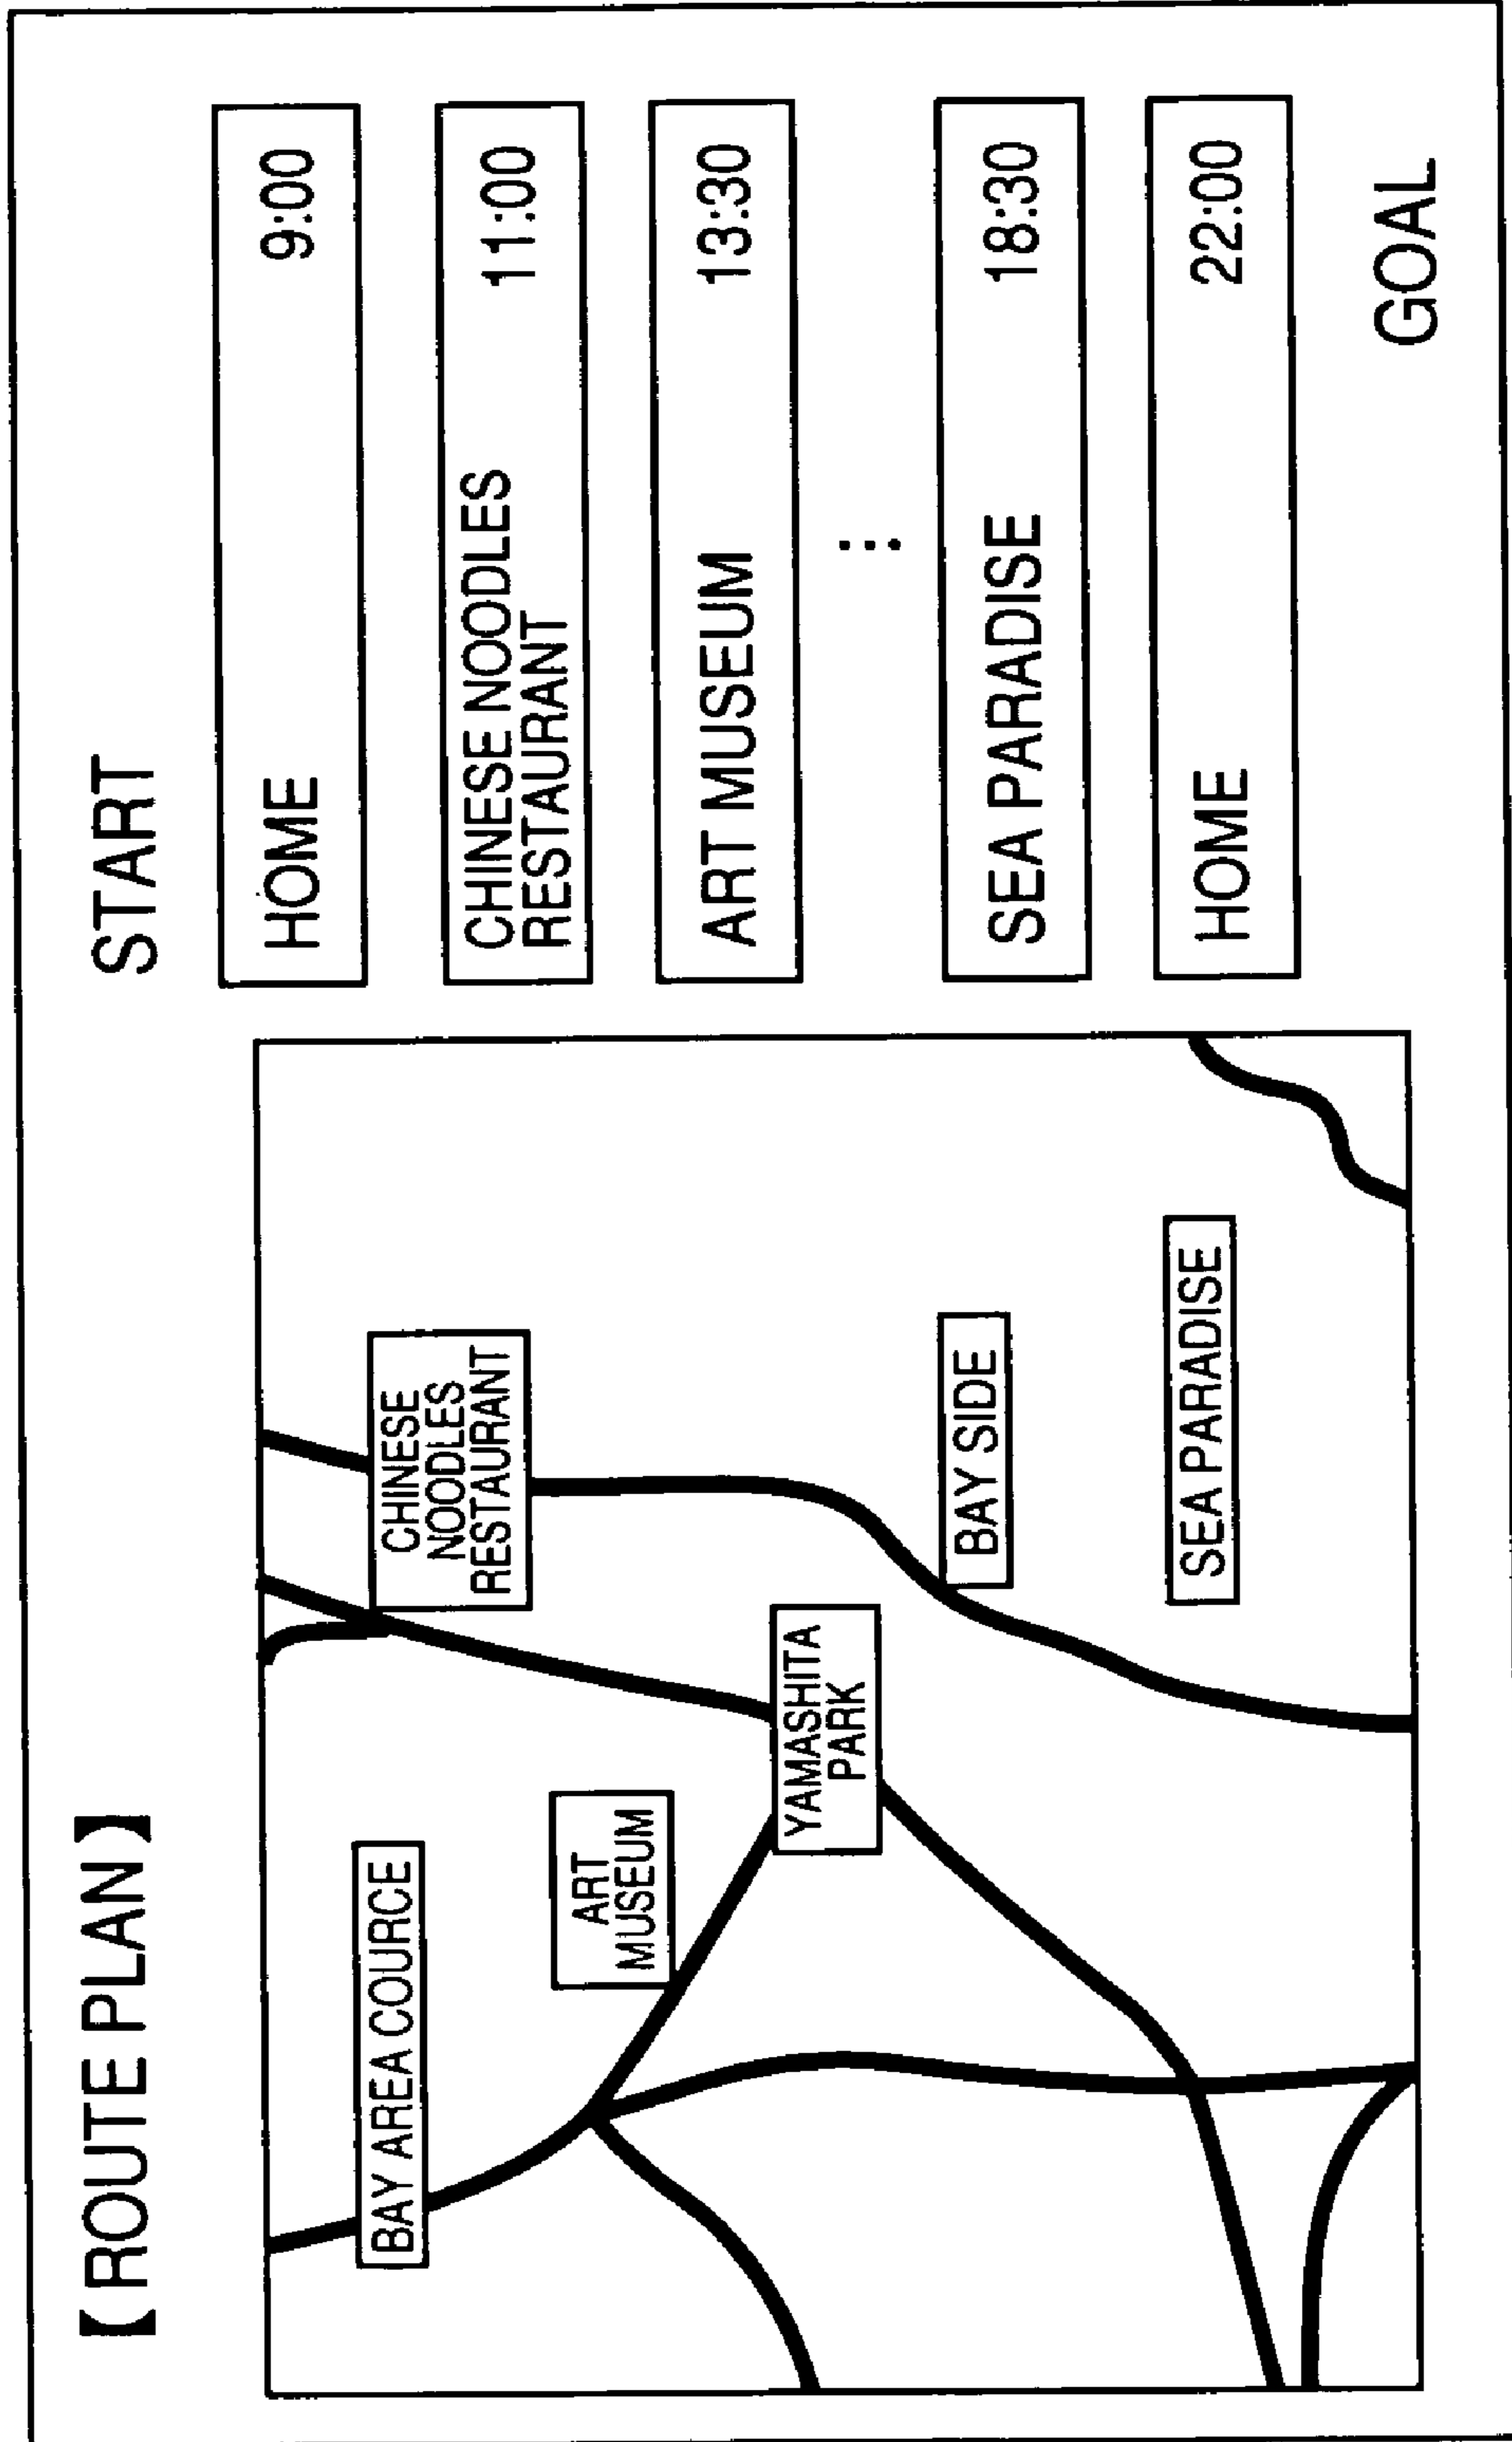 【 ROUTE PLAN 】
BAY AREA COURCE
ART
MUSEUM
CHINESE
NOODLES
RESTAURANT
YAMASHITA
PARK
BAY SIDE
SEA PARADISE
START
HOME 9:00
CHINESE NOODLES
RESTAURANT 11:00
ART MUSEUM 13:30
⋮
SEA PARADISE 18:30
HOME 22:00
GOAL